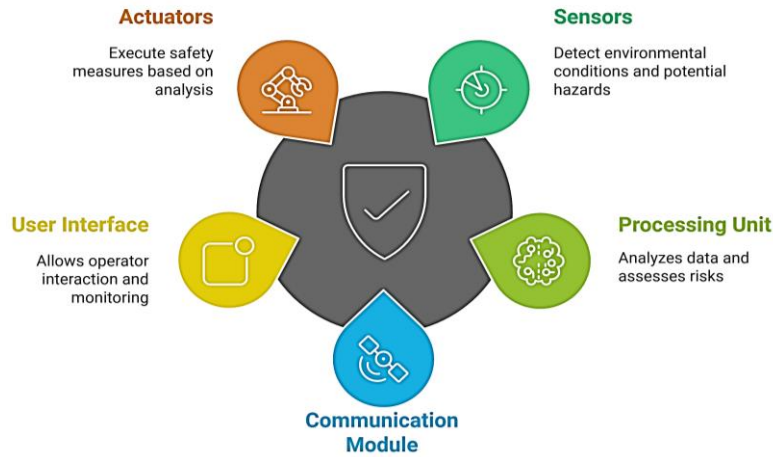 Actuators
Execute safety
measures based on
analysis
Sensors
Detect environmental
conditions and potential
hazards
User Interface
Allows operator
interaction and
monitoring
Processing Unit
Analyzes data and
assesses risks
Communication
Module